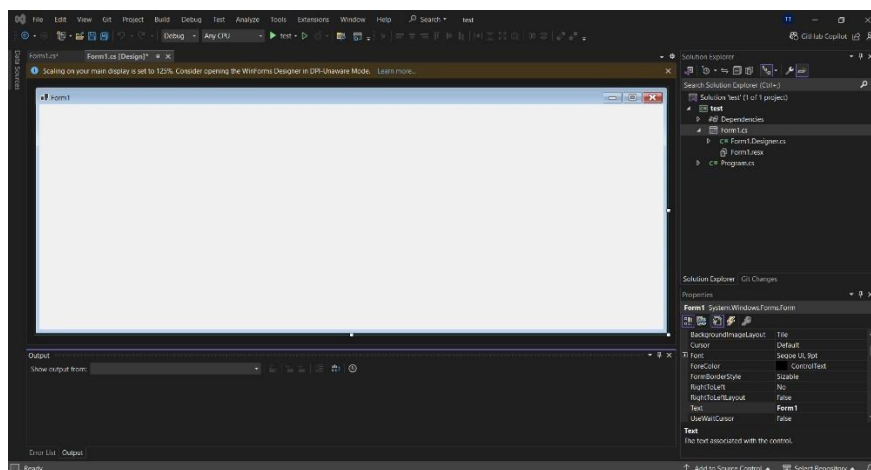 File Edit View Git Project Build Debug Test Analyze Tools Extensions Window Help Search test
Debug Any CPU test GitHub Copilot
Data Sources
Form1.cs* Form1.cs [Design]*
Scaling on your main display is set to 125%. Consider opening the WinForms Designer in DPI-Unaware Mode. Learn more...
Form1
Solution Explorer
Search Solution Explorer (Ctrl+;)
Solution 'test' (1 of 1 project)
test
Dependencies
Form1.cs
C# Form1.Designer.cs
Form1.resx
C# Program.cs
Solution Explorer Git Changes
Properties
Form1 System.Windows.Forms.Form
BackgroundImageLayout Tile
Cursor Default
Font Segoe UI, 9pt
ForeColor ControlText
FormBorderStyle Sizable
RightToLeft No
RightToLeftLayout False
Text Form1
UseWaitCursor False
Text
The text associated with the control.
Output
Show output from:
Error List Output
Ready Add to Source Control Select Repository